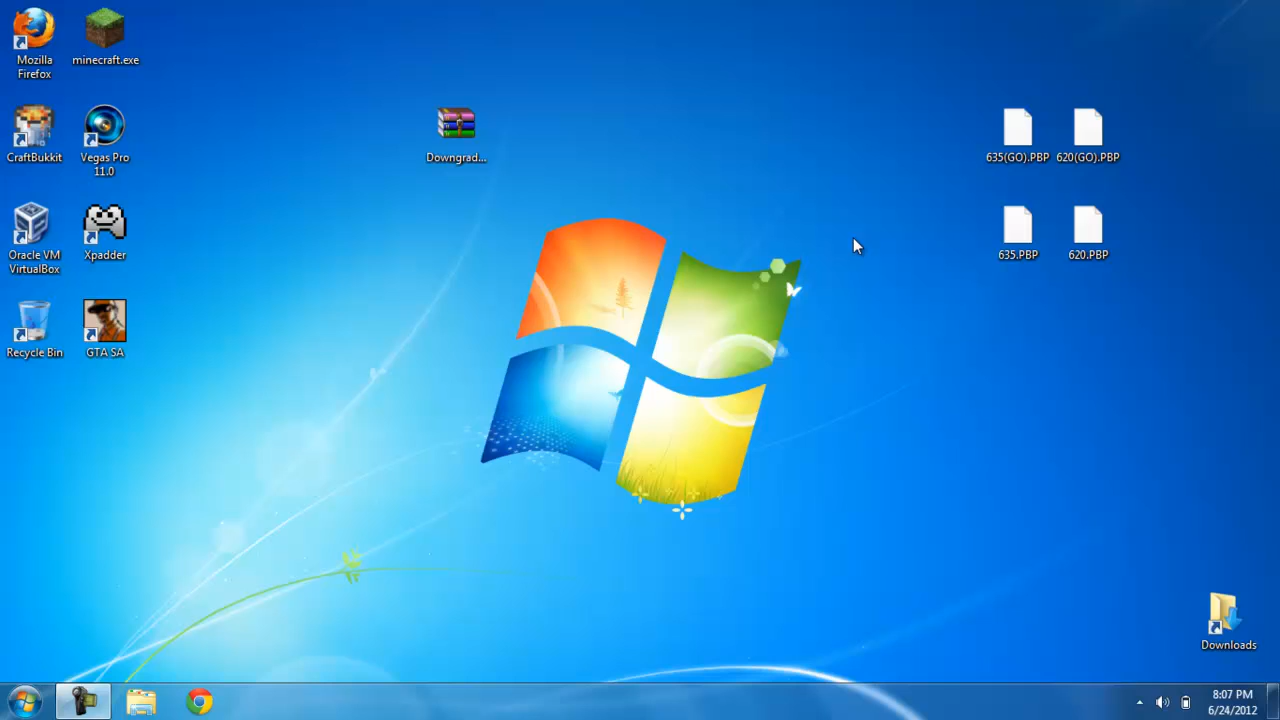 Mozilla
Firefox
minecraft.exe
CraftBukkit
Vegas Pro
11.0
Downgrad...
635(GO).PBP
620(GO).PBP
Oracle VM
VirtualBox
Xpadder
635.PBP
620.PBP
Recycle Bin
GTA SA
Downloads
8:07 PM
6/24/2012